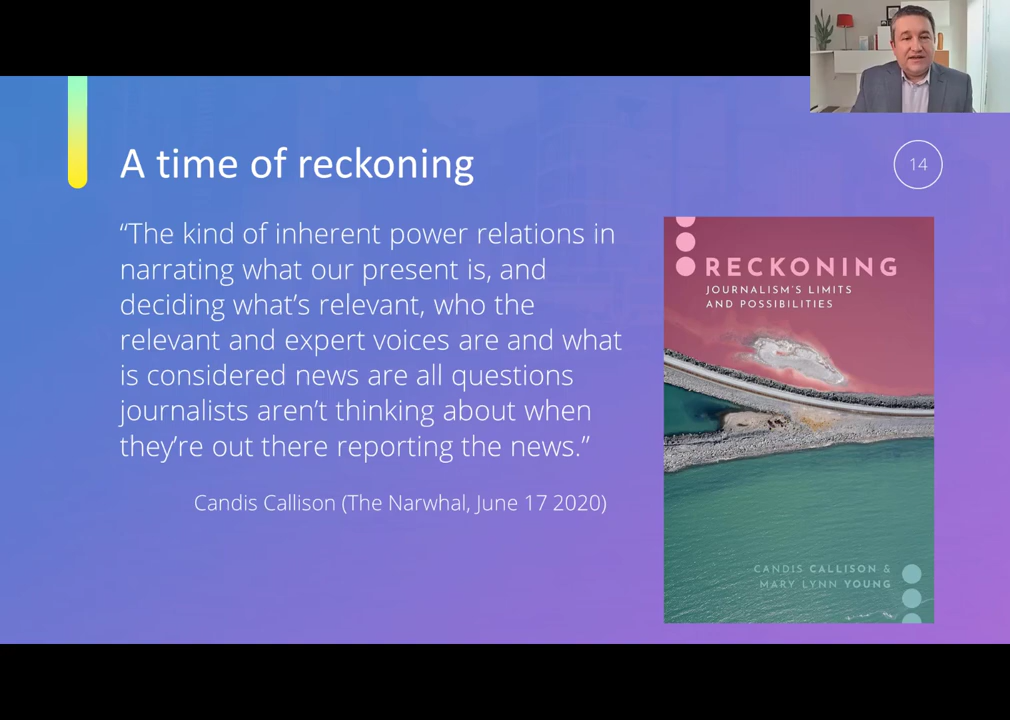 A time of reckoning
14
“The kind of inherent power relations in
narrating what our present is, and
deciding what’s relevant, who the
relevant and expert voices are and what
is considered news are all questions
journalists aren’t thinking about when
they’re out there reporting the news.”
Candis Callison (The Narwhal, June 17 2020)
RECKONING
JOURNALISM'S LIMITS
AND POSSIBILITIES
CANDIS CALLISON &
MARY LYNN YOUNG